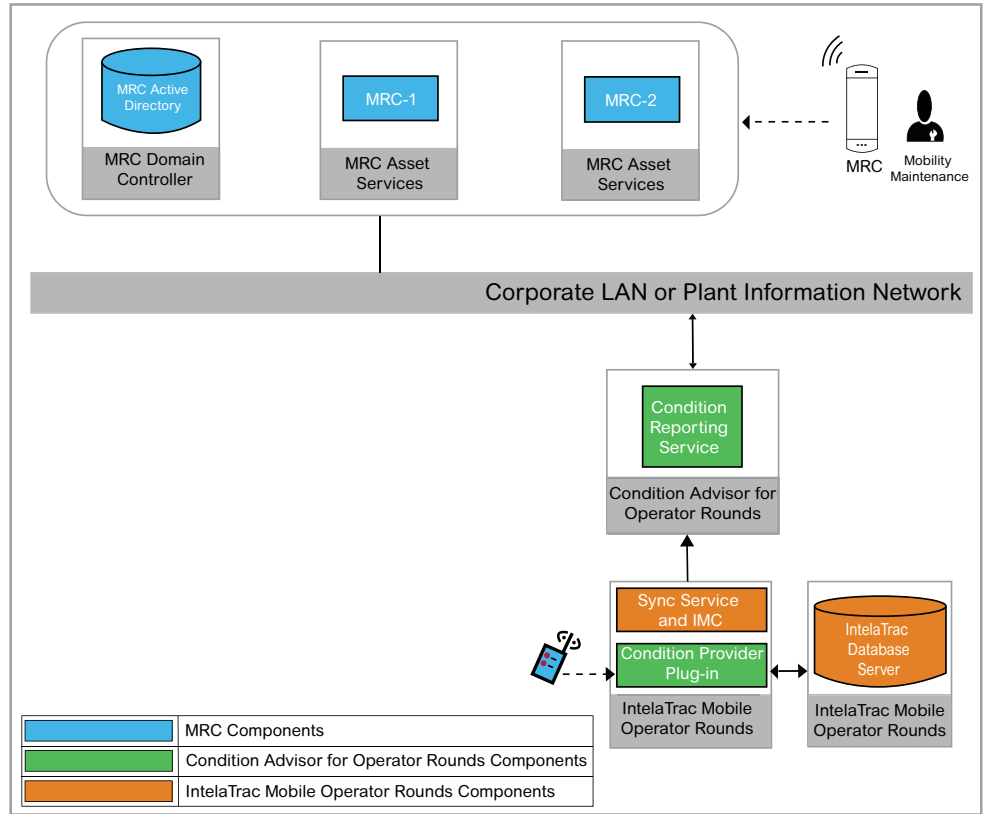 MRC Active
Directory
MRC Domain
Controller
MRC-1
MRC Asset
Services
MRC-2
MRC Asset
Services
MRC
Mobility
Maintenance
Corporate LAN or Plant Information Network
Condition
Reporting
Service
Condition Advisor for
Operator Rounds
Sync Service
and IMC
Condition Provider
Plug-in
IntelaTrac Mobile
Operator Rounds
IntelaTrac
Database
Server
IntelaTrac Mobile
Operator Rounds
MRC Components
Condition Advisor for Operator Rounds Components
IntelaTrac Mobile Operator Rounds Components